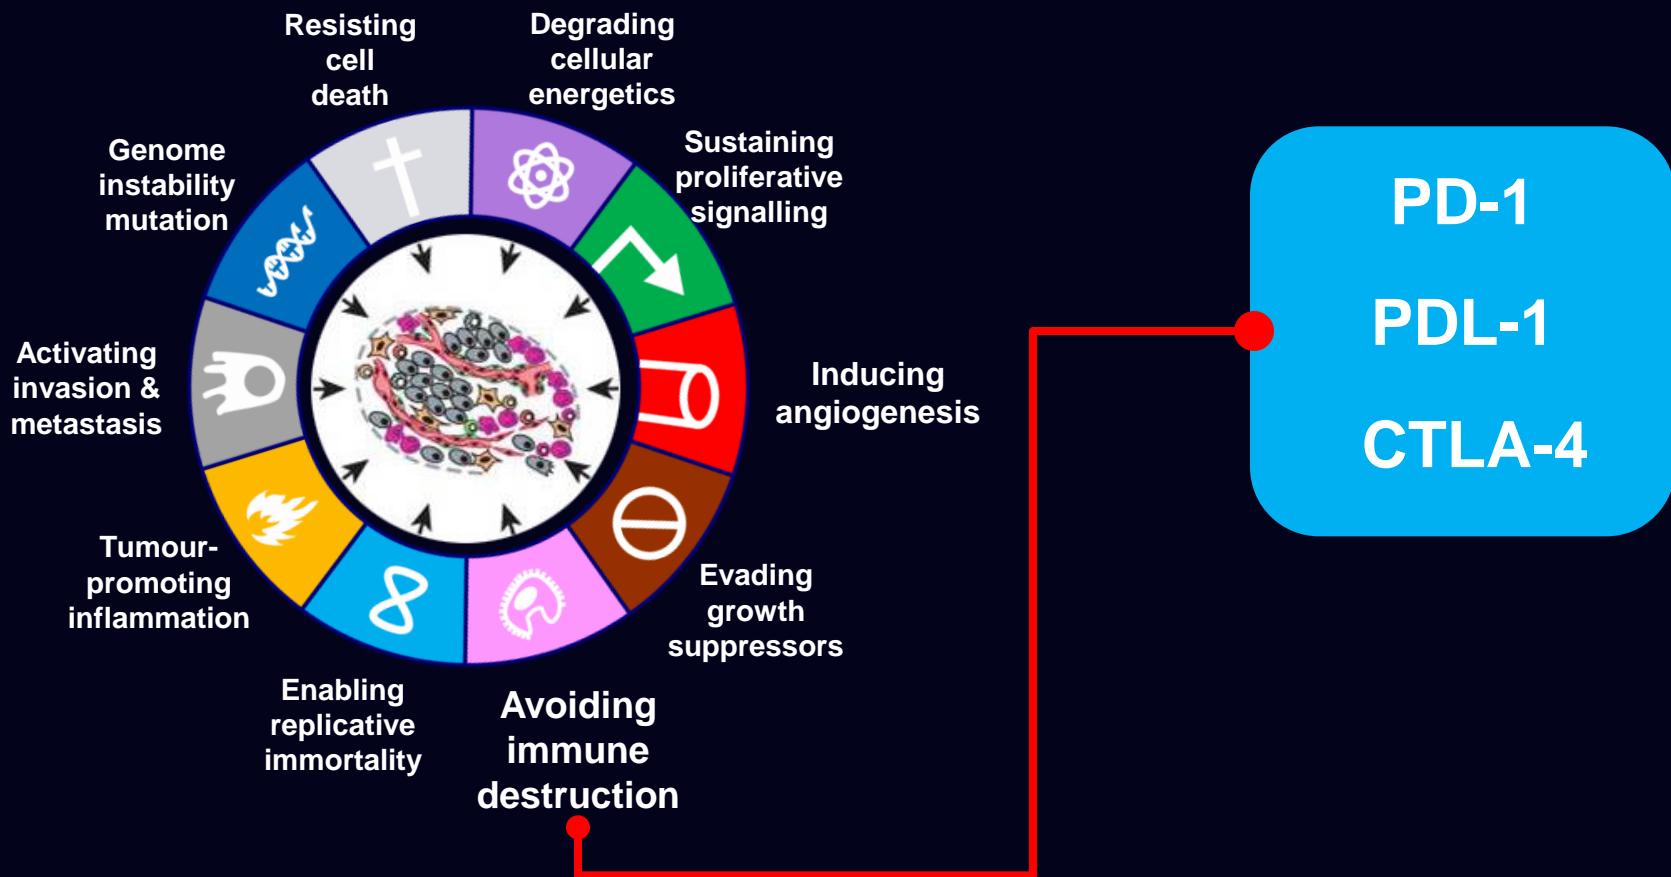 Resisting
cell
death
Degrading
cellular
energetics
Genome
instability
mutation
Sustaining
proliferative
signalling
Activating
invasion &
metastasis
Inducing
angiogenesis
Tumour-
promoting
inflammation
Evading
growth
suppressors
Enabling
replicative
immortality
Avoiding
immune
destruction
PD-1
PDL-1
CTLA-4